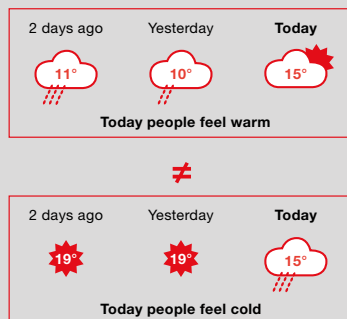 2 days ago Yesterday Today
11° 10° 15°
Today people feel warm
≠
2 days ago Yesterday Today
19° 19° 15°
Today people feel cold